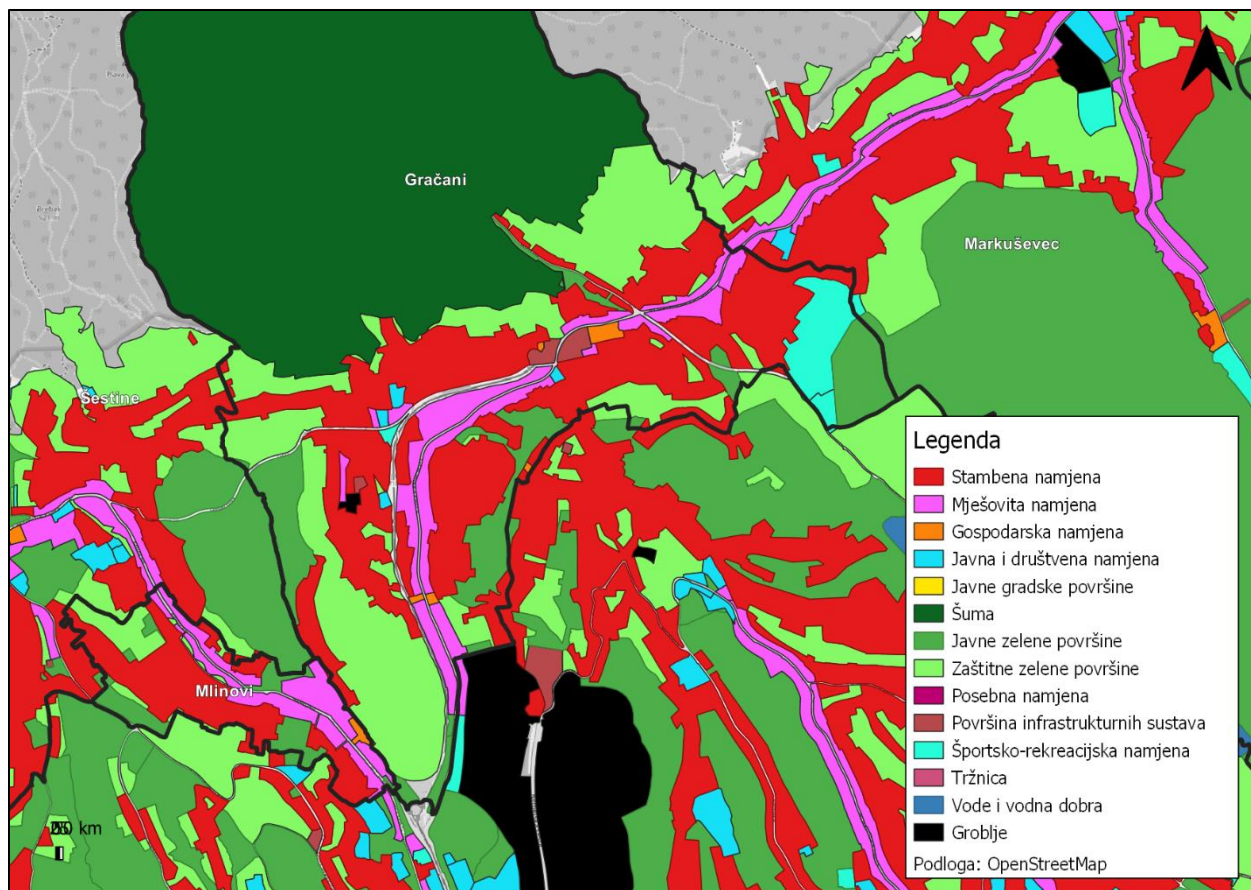 Gračani
Markuševec
Šestine
Mlinovi
Legenda
Stambena namjena
Mješovita namjena
Gospodarska namjena
Javna i društvena namjena
Javne gradske površine
Šuma
Javne zelene površine
Zaštitne zelene površine
Posebna namjena
Površina infrastrukturnih sustava
Športsko-rekreacijska namjena
Tržnica
Vode i vodna dobra
Groblje
Podloga: OpenStreetMap
km